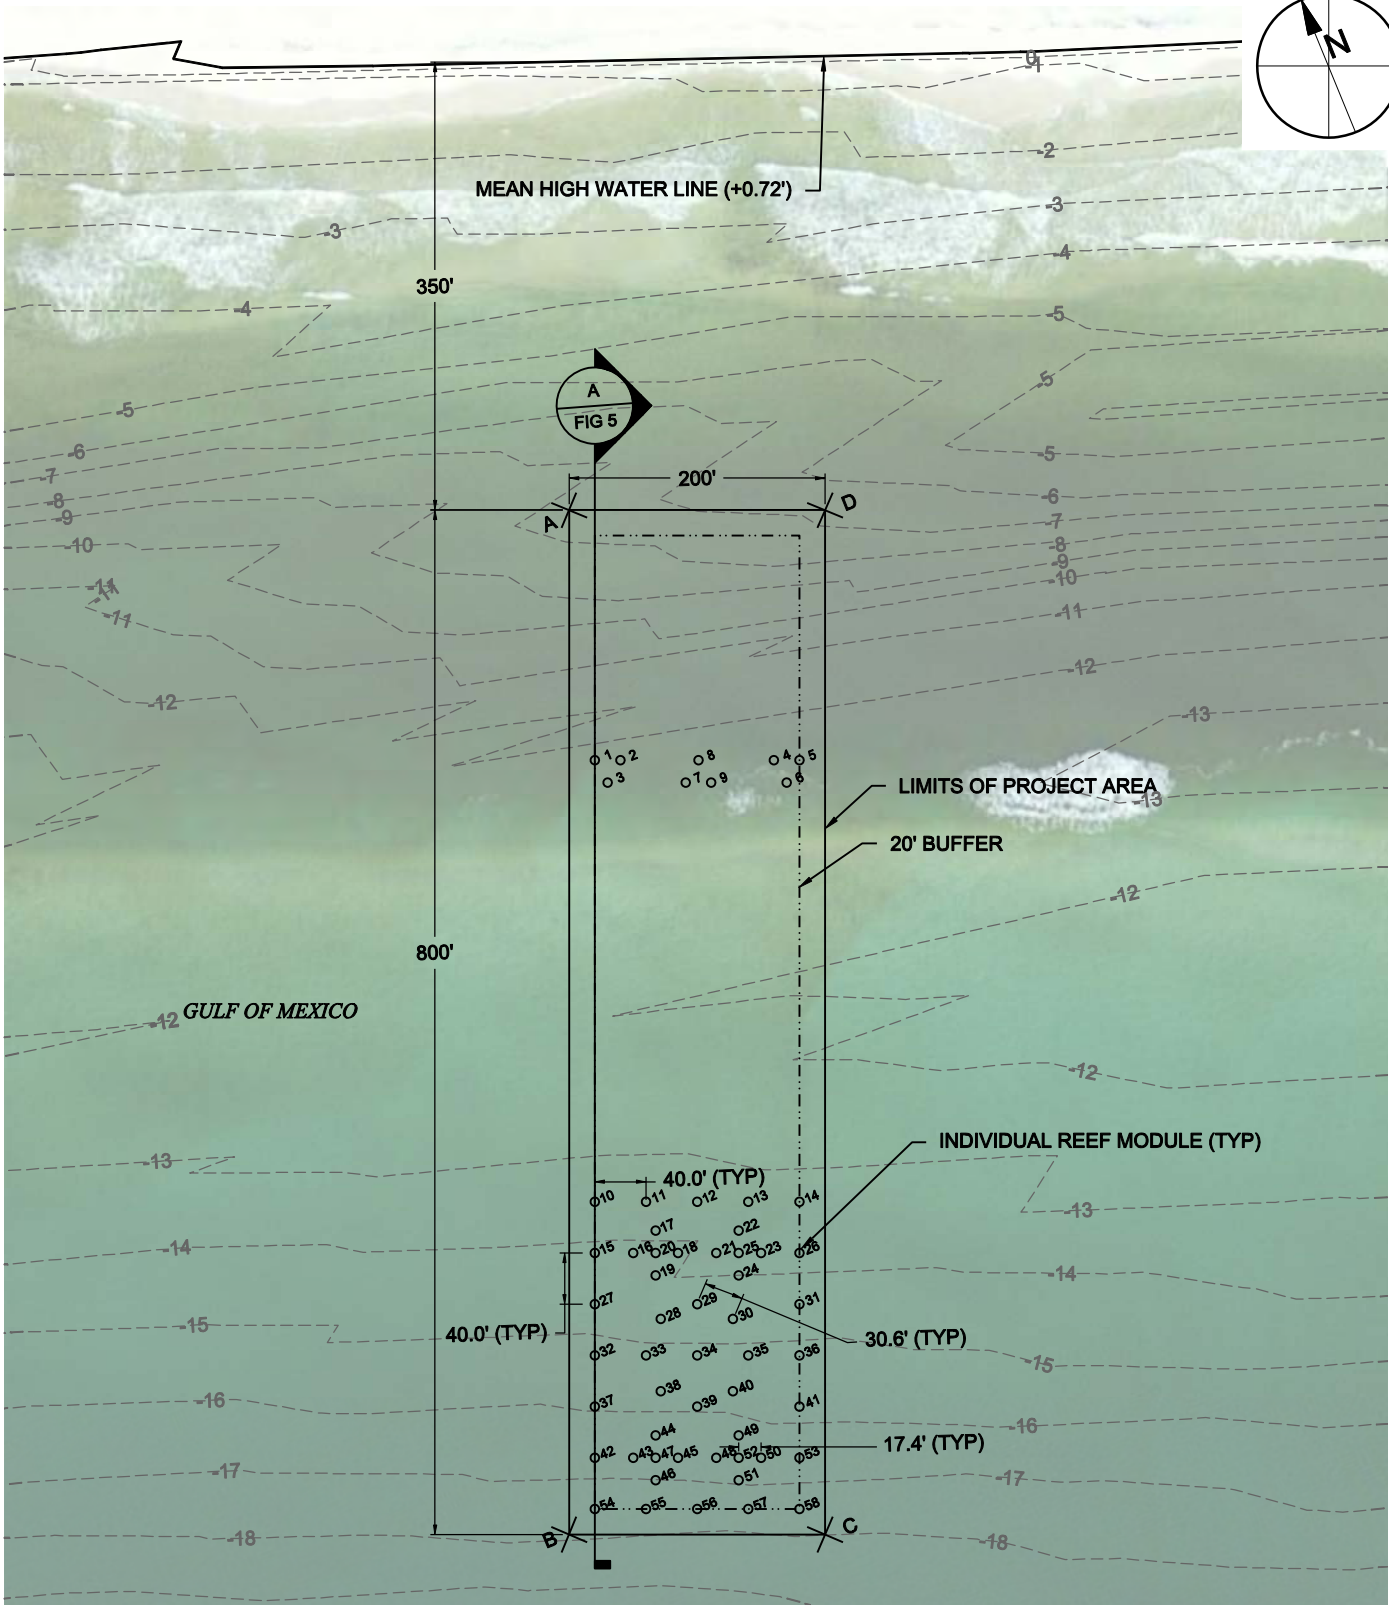 N
0
-1
-2
MEAN HIGH WATER LINE (+0.72')
-3
-3
-4
350'
-4
-5
A
FIG 5
-5
-5
-6
-5
-7
200'
-6
-8
A
D
-9
-7
-10
-8
-9
-11
-10
-11
-11
-11
-12
-12
-13
1 2 8 4 5
3 7 9 6
LIMITS OF PROJECT AREA
-13
20' BUFFER
-12
800'
GULF OF MEXICO
-12
-12
INDIVIDUAL REEF MODULE (TYP)
-13
40.0' (TYP)
10 11 12 13 14
-13
17 22
-14
15 16 20 18 21 25 23 26
19 24
-14
27 29 31
28 30
-15
40.0' (TYP)
30.6' (TYP)
32 33 34 35 36
-15
38 40
-16
37 39 41
-16
44 49
17.4' (TYP)
42 43 47 45 48 52 50 53
-17
46 51
-17
54 55 56 57 58
B
C
-18
-18